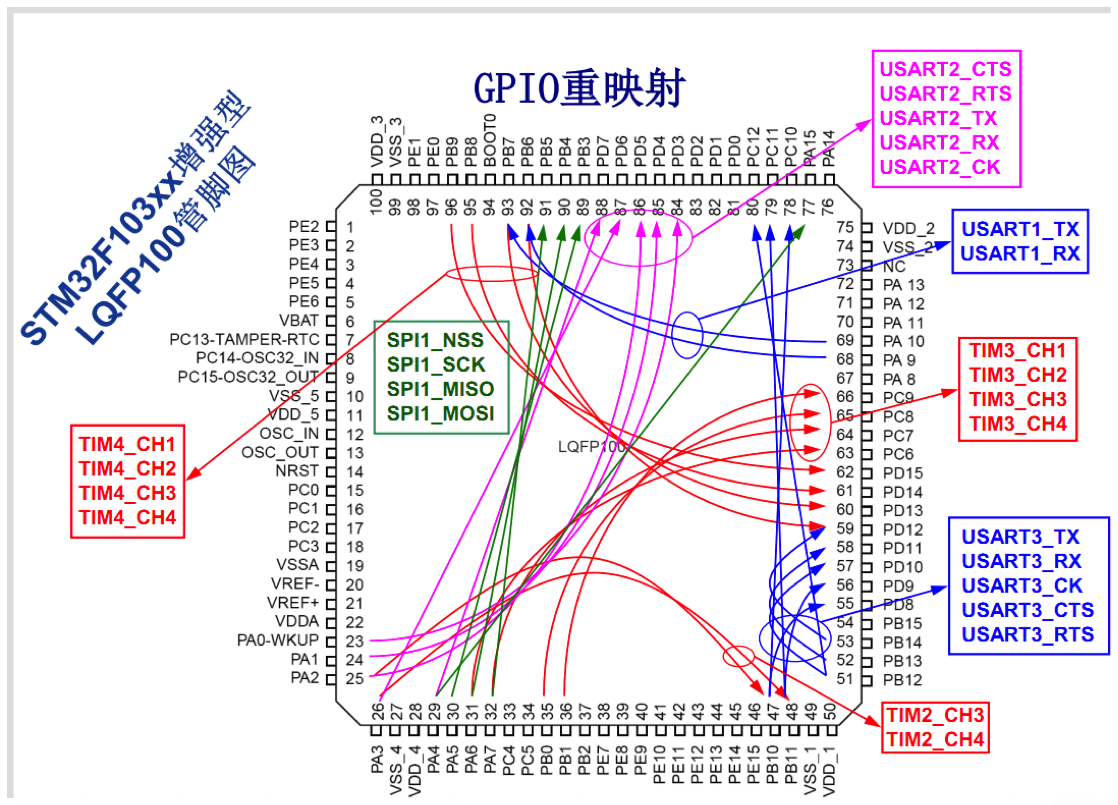 GPIO重映射
STM32F103xx增强型
LQFP100管脚图
USART2_CTS
USART2_RTS
USART2_TX
USART2_RX
USART2_CK
VDD_3
VSS_3
PE1
PE0
PB9
PB8
BOOT0
PB7
PB6
PB5
PB4
PB3
PD7
PD6
PD5
PD4
PD3
PD2
PD1
PD0
PC12
PC11
PC10
PA15
PA14
100
99
98
97
96
95
94
93
92
91
90
89
88
87
86
85
84
83
82
81
80
79
78
77
76
PE2 1
PE3 2
PE4 3
PE5 4
PE6 5
VBAT 6
PC13-TAMPER-RTC 7
PC14-OSC32_IN 8
PC15-OSC32_OUT 9
VSS_5 10
VDD_5 11
OSC_IN 12
OSC_OUT 13
NRST 14
PC0 15
PC1 16
PC2 17
PC3 18
VSSA 19
VREF- 20
VREF+ 21
VDDA 22
PA0-WKUP 23
PA1 24
PA2 25
75 VDD_2
74 VSS_2
73 NC
72 PA 13
71 PA 12
70 PA 11
69 PA 10
68 PA 9
67 PA 8
66 PC9
65 PC8
64 PC7
63 PC6
62 PD15
61 PD14
60 PD13
59 PD12
58 PD11
57 PD10
56 PD9
55 PD8
54 PB15
53 PB14
52 PB13
51 PB12
USART1_TX
USART1_RX
SPI1_NSS
SPI1_SCK
SPI1_MISO
SPI1_MOSI
TIM3_CH1
TIM3_CH2
TIM3_CH3
TIM3_CH4
LQFP100
TIM4_CH1
TIM4_CH2
TIM4_CH3
TIM4_CH4
USART3_TX
USART3_RX
USART3_CK
USART3_CTS
USART3_RTS
TIM2_CH3
TIM2_CH4
26
27
28
29
30
31
32
33
34
35
36
37
38
39
40
41
42
43
44
45
46
47
48
49
50
PA3
VSS_4
VDD_4
PA4
PA5
PA6
PA7
PC4
PC5
PB0
PB1
PB2
PE7
PE8
PE9
PE10
PE11
PE12
PE13
PE14
PE15
PB10
PB11
VSS_1
VDD_1